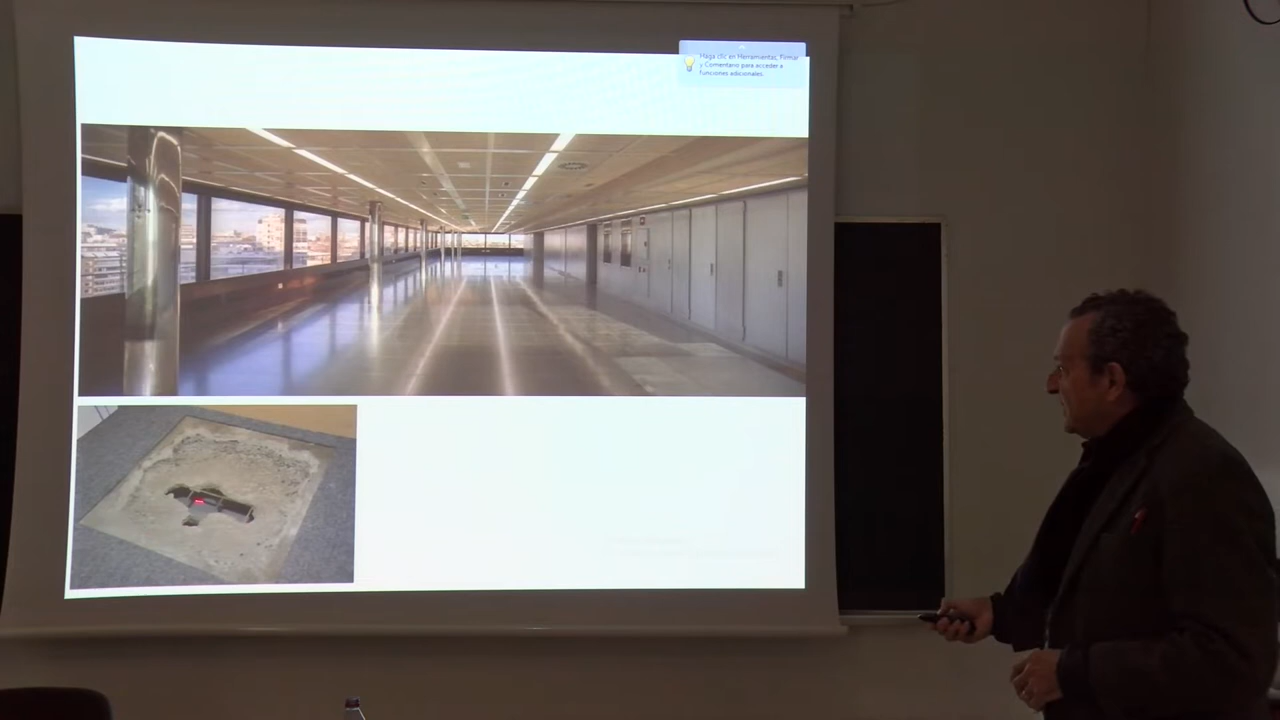 Haga clic en Herramientas, Firmar
y Comentario para acceder a
funciones adicionales.